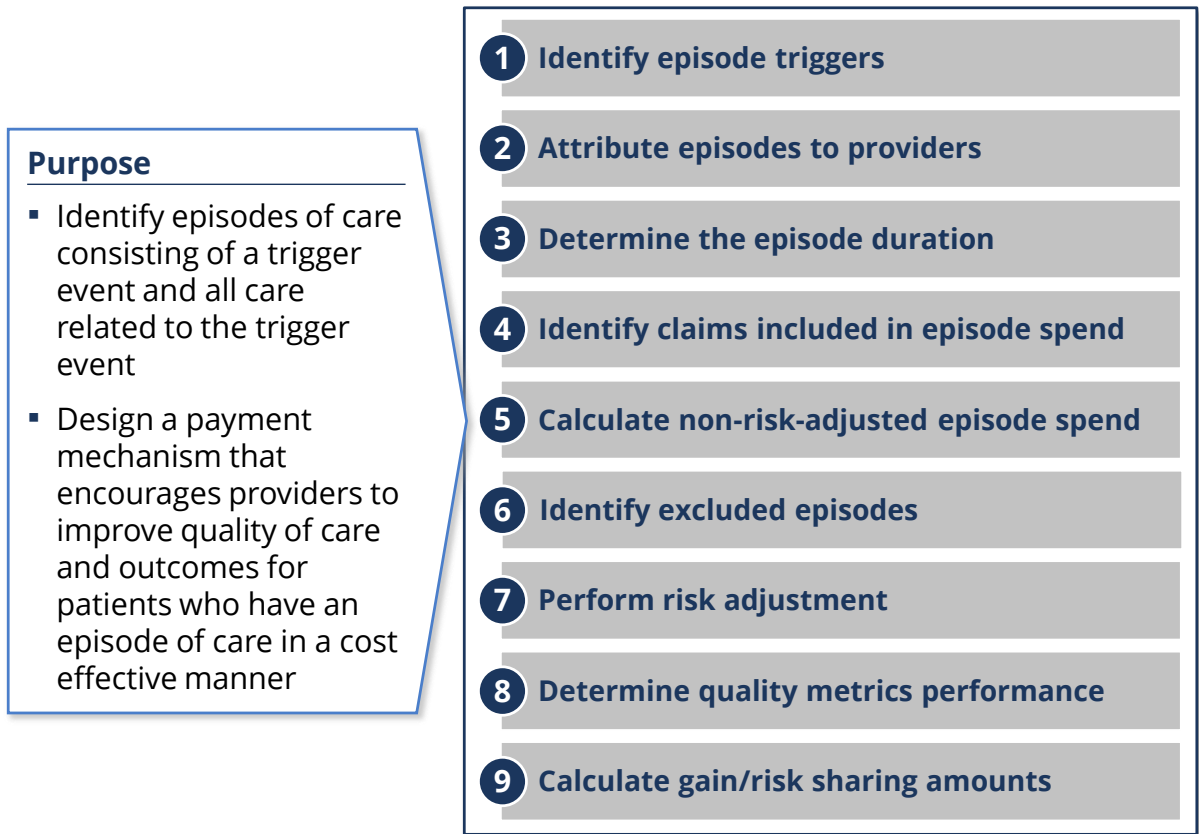 Purpose
▪ Identify episodes of care
consisting of a trigger
event and all care
related to the trigger
event
▪ Design a payment
mechanism that
encourages providers to
improve quality of care
and outcomes for
patients who have an
episode of care in a cost
effective manner
1 Identify episode triggers
2 Attribute episodes to providers
3 Determine the episode duration
4 Identify claims included in episode spend
5 Calculate non-risk-adjusted episode spend
6 Identify excluded episodes
7 Perform risk adjustment
8 Determine quality metrics performance
9 Calculate gain/risk sharing amounts